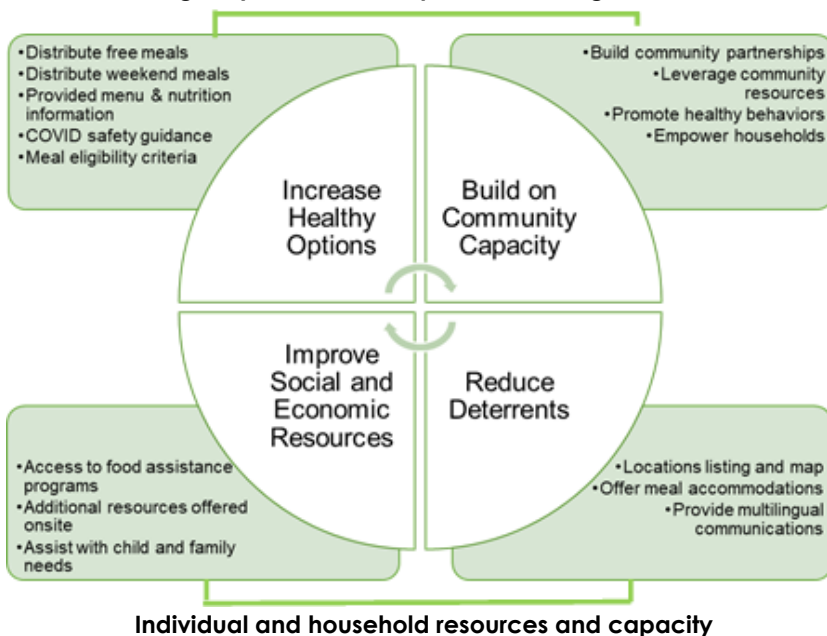 •Distribute free meals
•Distribute weekend meals
•Provided menu & nutrition
information
•COVID safety guidance
•Meal eligibility criteria
•Build community partnerships
•Leverage community
resources
•Promote healthy behaviors
•Empower households
Increase
Healthy
Options
Build on
Community
Capacity
Improve
Social and
Economic
Resources
Reduce
Deterrents
•Access to food assistance
programs
•Additional resources offered
onsite
•Assist with child and family
needs
•Locations listing and map
•Offer meal accommodations
•Provide multilingual
communications
Individual and household resources and capacity